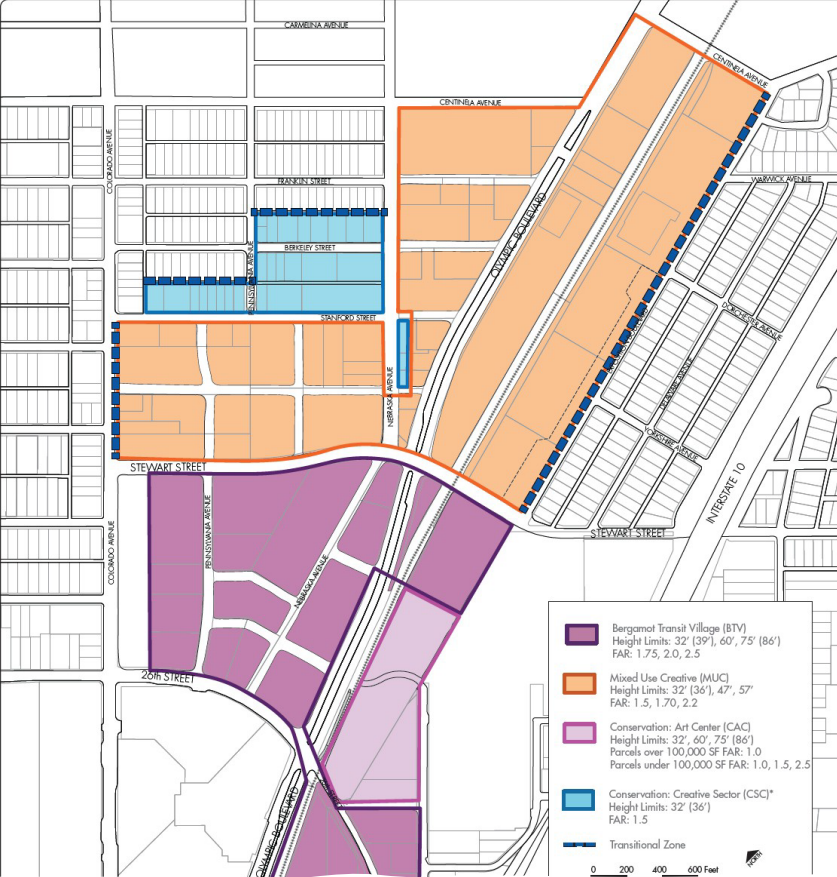 CARMELINA AVENUE
CENTINELA AVENUE
CENTINELA AVENUE
COLORADO AVENUE
FRANKLIN STREET
WARWICK AVENUE
OLYMPIC BOULEVARD
BERKELEY STREET
PENNSYLVANIA AVENUE
STANFORD STREET
DORCHESTER AVENUE
DELAWARE AVENUE
NEBRASKA AVENUE
YORKSHIRE AVENUE
STEWART STREET
INTERSTATE 10
STEWART STREET
PENNSYLVANIA AVENUE
COLORADO AVENUE
NEBRASKA AVENUE
26th STREET
OLYMPIC BOULEVARD
Bergamot Transit Village (BTV)
Height Limits: 32' (39'), 60', 75' (86')
FAR: 1.75, 2.0, 2.5
Mixed Use Creative (MUC)
Height Limits: 32' (36'), 47', 57'
FAR: 1.5, 1.70, 2.2
Conservation: Art Center (CAC)
Height Limits: 32', 60', 75' (86')
Parcels over 100,000 SF FAR: 1.0
Parcels under 100,000 SF FAR: 1.0, 1.5, 2.5
Conservation: Creative Sector (CSC)*
Height Limits: 32' (36')
FAR: 1.5
Transitional Zone
NORTH
0 200 400 600 Feet